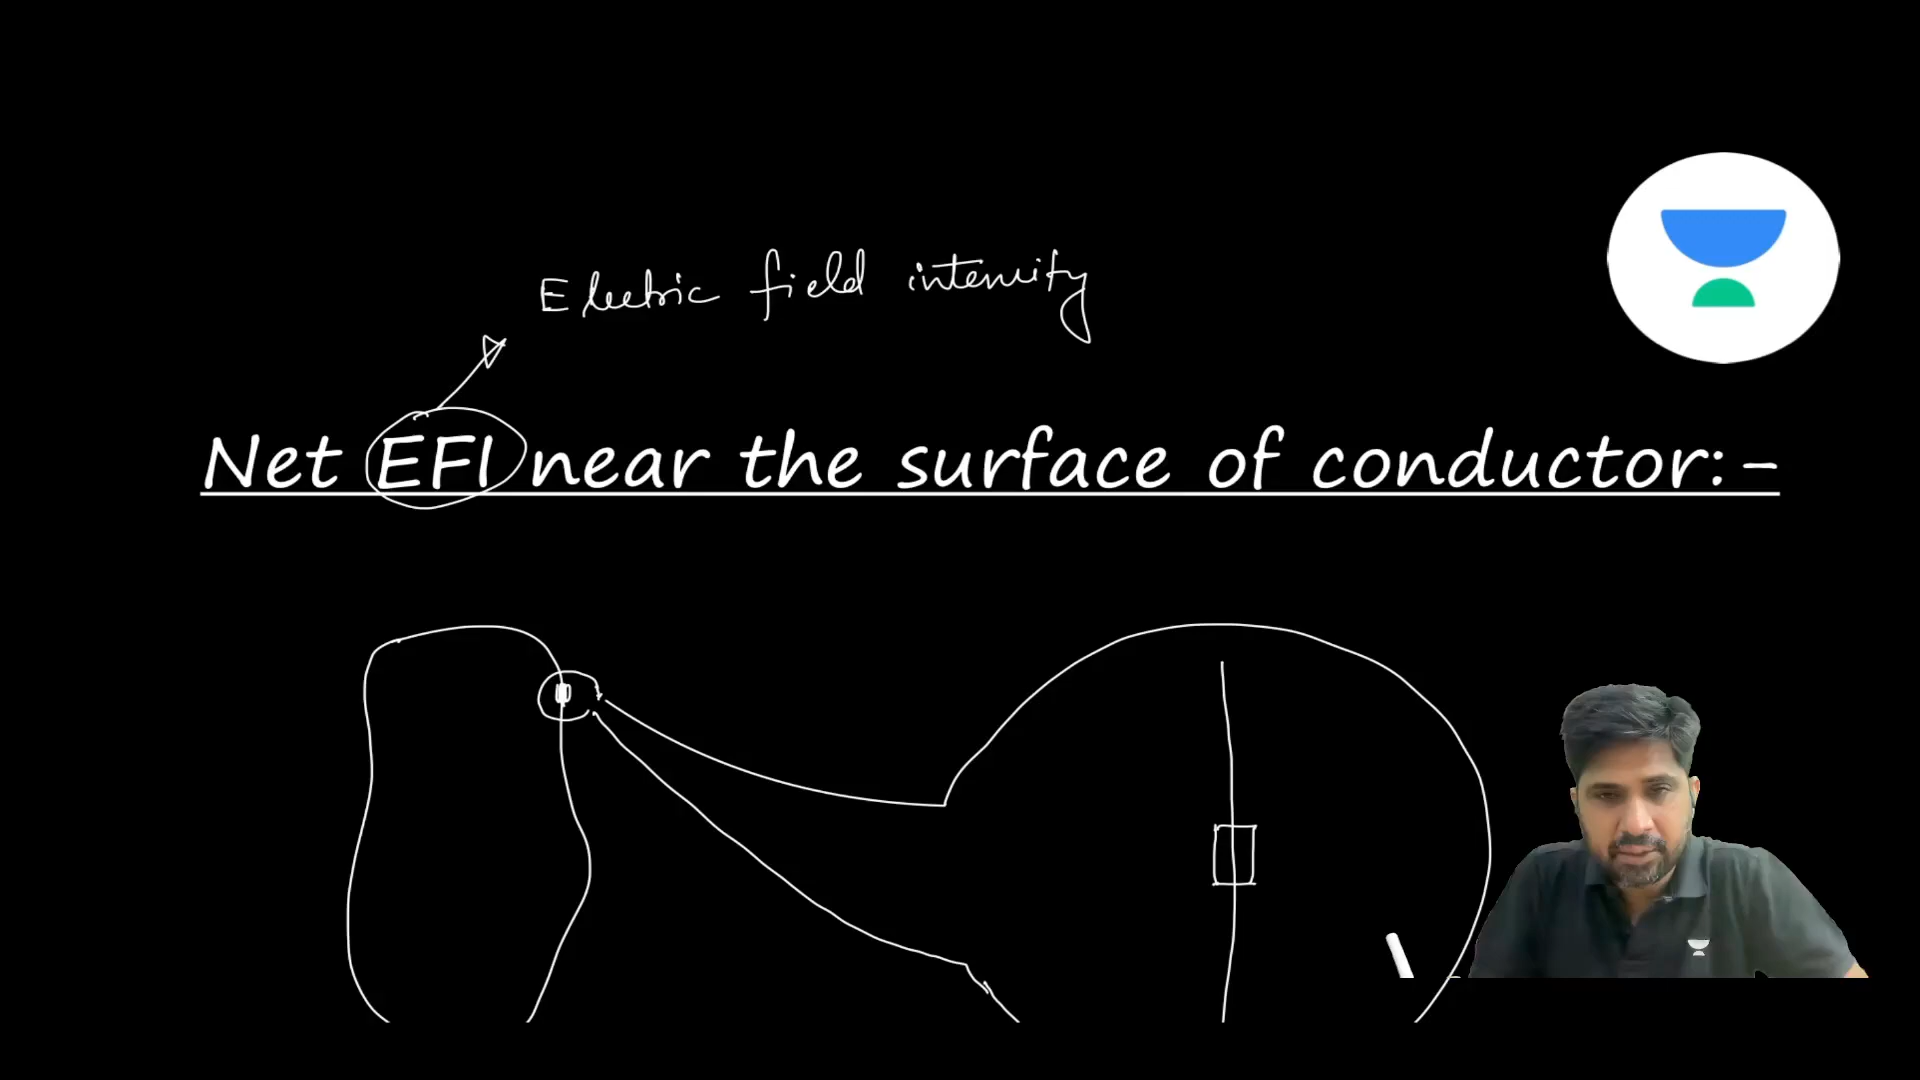 Electric field intensity
Net EFI near the surface of conductor:-